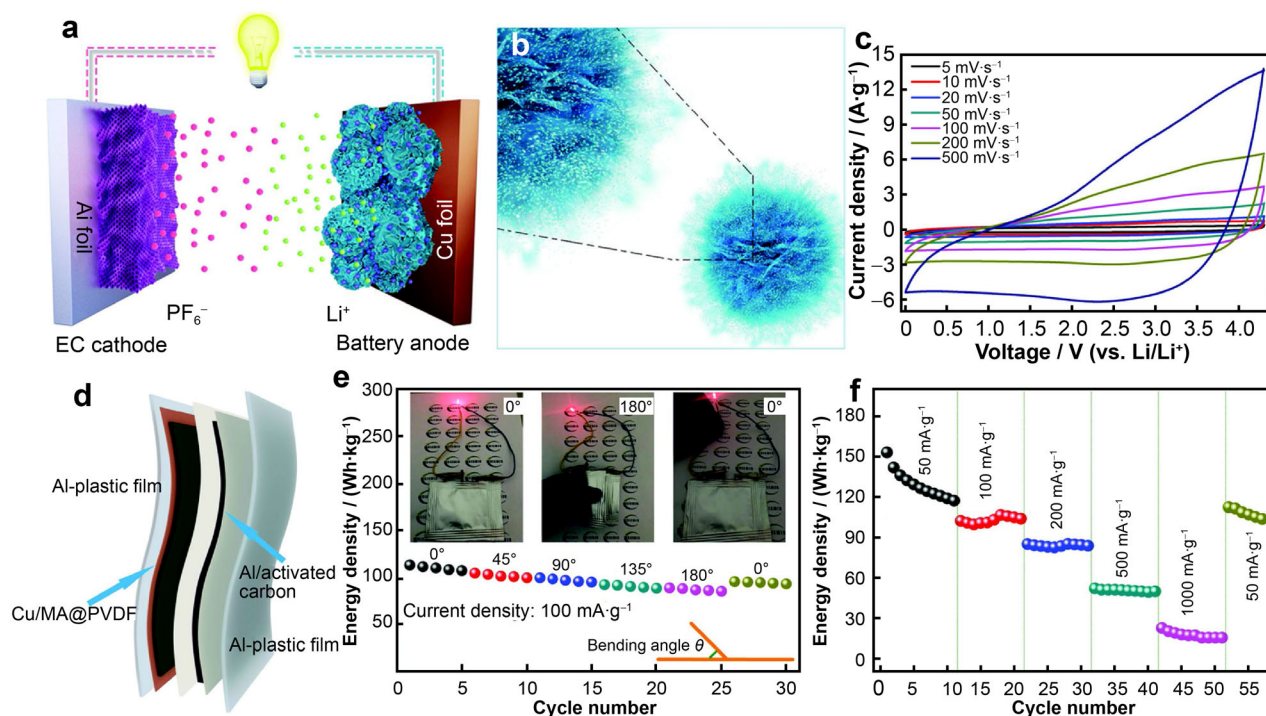 a
Ai foil
Cu foil
PF₆⁻
Li⁺
EC cathode
Battery anode
b
c
Current density / (A·g⁻¹)
15
12
9
6
3
0
−3
−6
5 mV·s⁻¹
10 mV·s⁻¹
20 mV·s⁻¹
50 mV·s⁻¹
100 mV·s⁻¹
200 mV·s⁻¹
500 mV·s⁻¹
0 0.5 1.0 1.5 2.0 2.5 3.0 3.5 4.0
Voltage / V (vs. Li/Li⁺)
d
Al-plastic film
Cu/MA@PVDF
Al/activated
carbon
Al-plastic film
e
Energy density / (Wh·kg⁻¹)
300
250
200
150
100
50
0°
180°
0°
0° 45° 90° 135° 180° 0°
Current density: 100 mA·g⁻¹
Bending angle θ
0 5 10 15 20 25 30
Cycle number
f
Energy density / (Wh·kg⁻¹)
180
150
120
90
60
30
0
50 mA·g⁻¹
100 mA·g⁻¹
200 mA·g⁻¹
500 mA·g⁻¹
1000 mA·g⁻¹
50 mA·g⁻¹
0 5 10 15 20 30 40 45 50 55
Cycle number